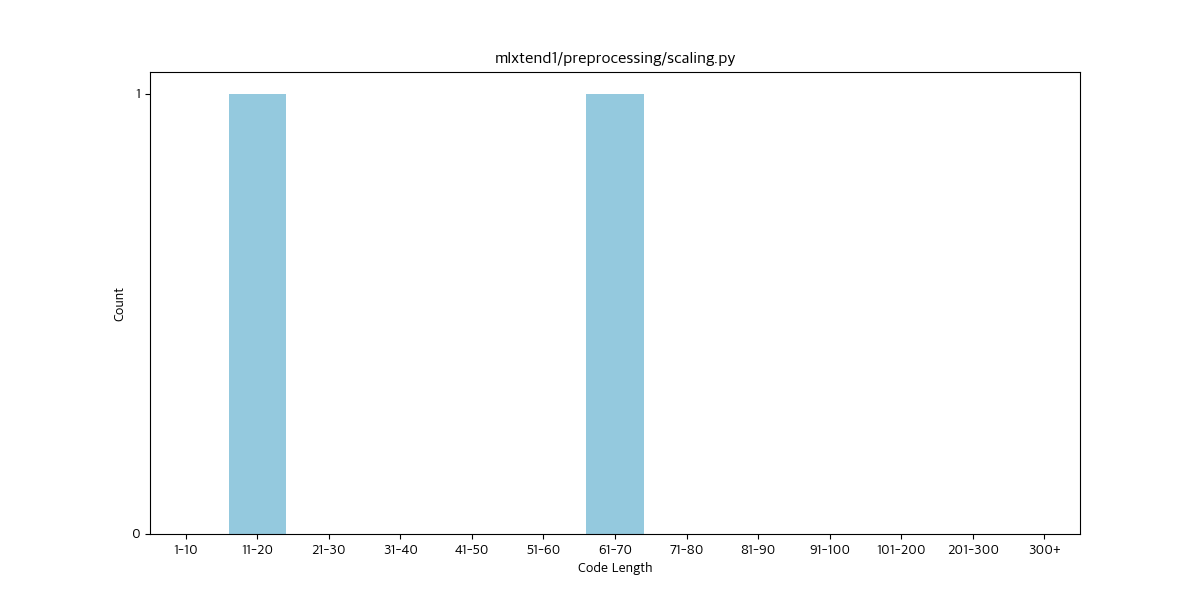 mlxtend1/preprocessing/scaling.py
1
Count
0
1-10 11-20 21-30 31-40 41-50 51-60 61-70 71-80 81-90 91-100 101-200 201-300 300+
Code Length